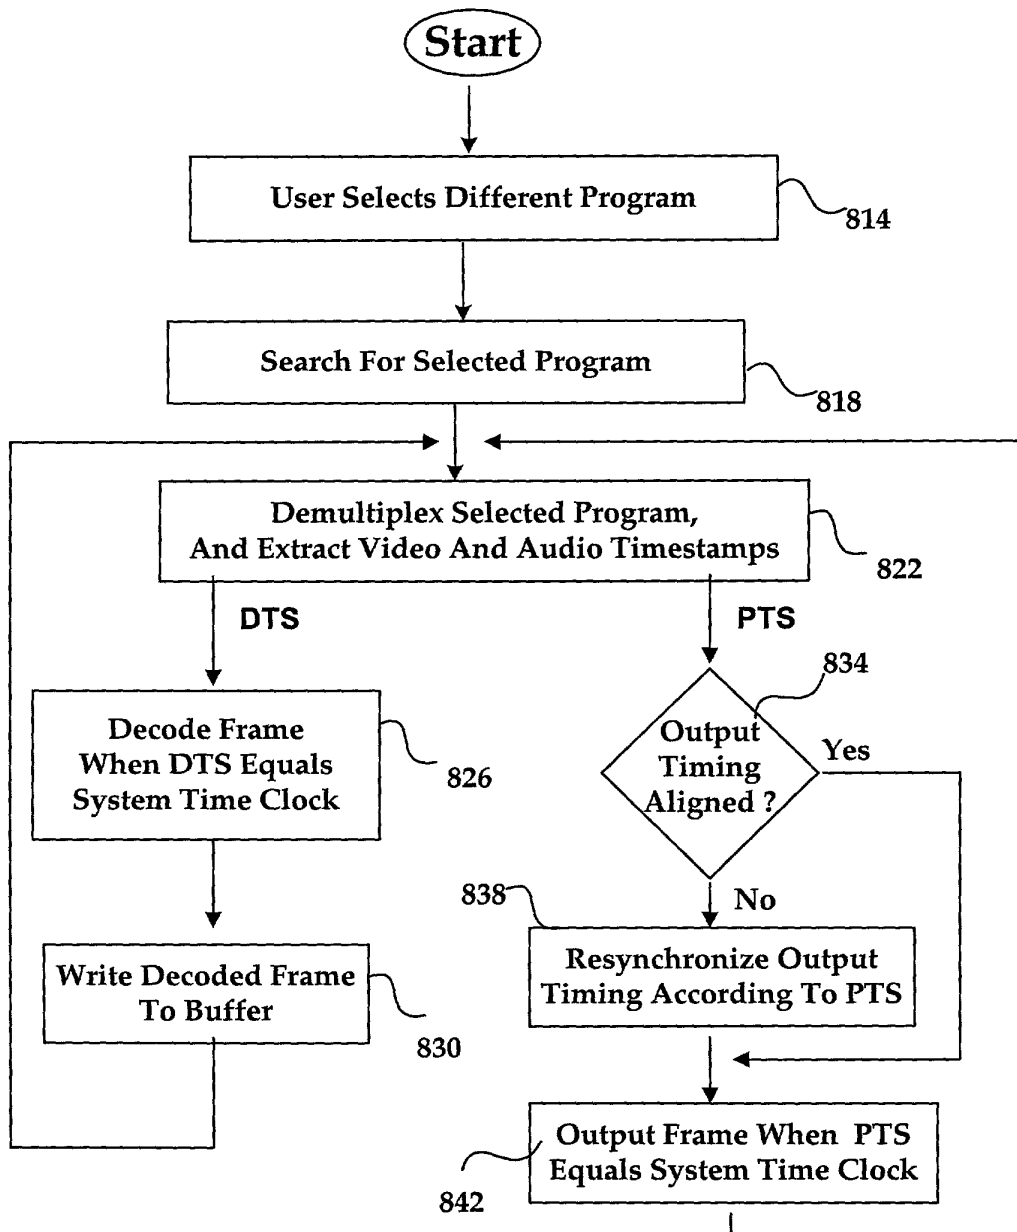 Start
User Selects Different Program
814
Search For Selected Program
818
Demultiplex Selected Program,
And Extract Video And Audio Timestamps
822
DTS
PTS
834
Decode Frame
When DTS Equals
System Time Clock
826
Output
Timing
Aligned ?
Yes
No
838
Write Decoded Frame
To Buffer
830
Resynchronize Output
Timing According To PTS
Output Frame When PTS
Equals System Time Clock
842